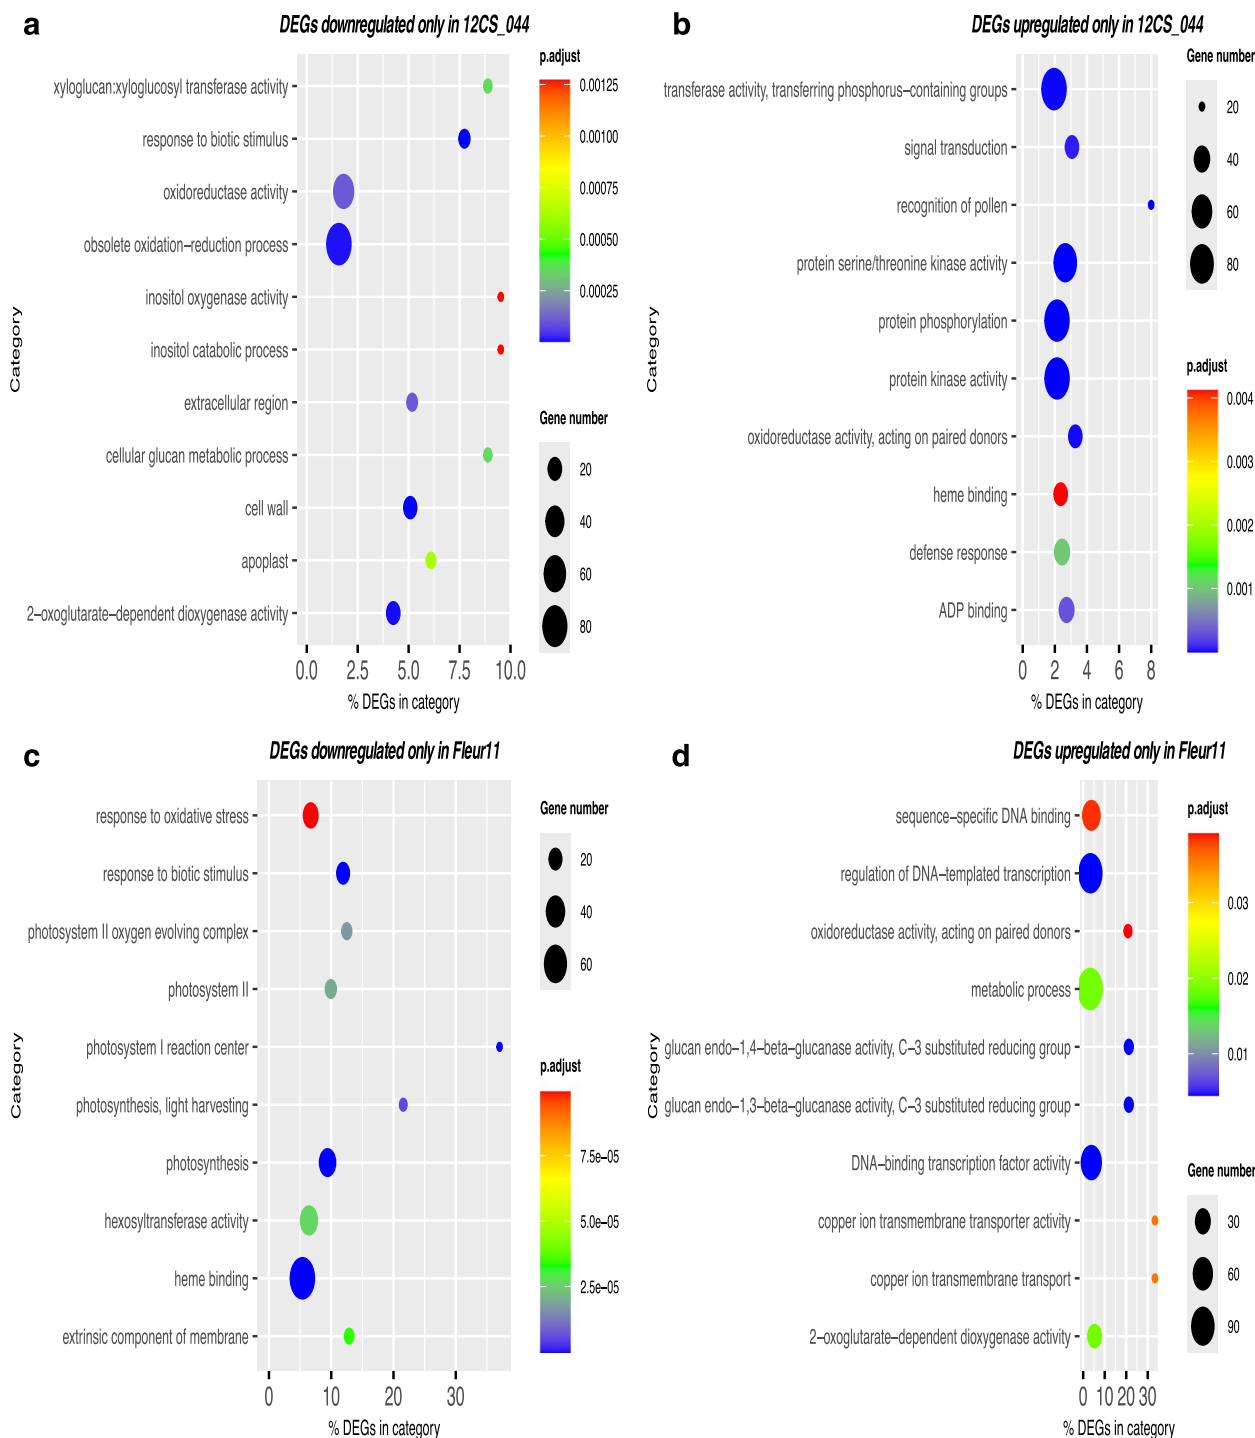 a
DEGs downregulated only in 12CS_044
Category
xyloglucan:xyloglucosyl transferase activity
response to biotic stimulus
oxidoreductase activity
obsolete oxidation−reduction process
inositol oxygenase activity
inositol catabolic process
extracellular region
cellular glucan metabolic process
cell wall
apoplast
2−oxoglutarate−dependent dioxygenase activity
0.0 2.5 5.0 7.5 10.0
% DEGs in category
p.adjust
0.00125
0.00100
0.00075
0.00050
0.00025
Gene number
20
40
60
80
b
DEGs upregulated only in 12CS_044
Category
transferase activity, transferring phosphorus−containing groups
signal transduction
recognition of pollen
protein serine/threonine kinase activity
protein phosphorylation
protein kinase activity
oxidoreductase activity, acting on paired donors
heme binding
defense response
ADP binding
0 2 4 6 8
% DEGs in category
Gene number
20
40
60
80
p.adjust
0.004
0.003
0.002
0.001
c
DEGs downregulated only in Fleur11
Category
response to oxidative stress
response to biotic stimulus
photosystem II oxygen evolving complex
photosystem II
photosystem I reaction center
photosynthesis, light harvesting
photosynthesis
hexosyltransferase activity
heme binding
extrinsic component of membrane
0 10 20 30
% DEGs in category
Gene number
20
40
60
p.adjust
7.5e−05
5.0e−05
2.5e−05
d
DEGs upregulated only in Fleur11
Category
sequence−specific DNA binding
regulation of DNA−templated transcription
oxidoreductase activity, acting on paired donors
metabolic process
glucan endo−1,4−beta−glucanase activity, C−3 substituted reducing group
glucan endo−1,3−beta−glucanase activity, C−3 substituted reducing group
DNA−binding transcription factor activity
copper ion transmembrane transporter activity
copper ion transmembrane transport
2−oxoglutarate−dependent dioxygenase activity
0 10 20 30
% DEGs in category
p.adjust
0.03
0.02
0.01
Gene number
30
60
90